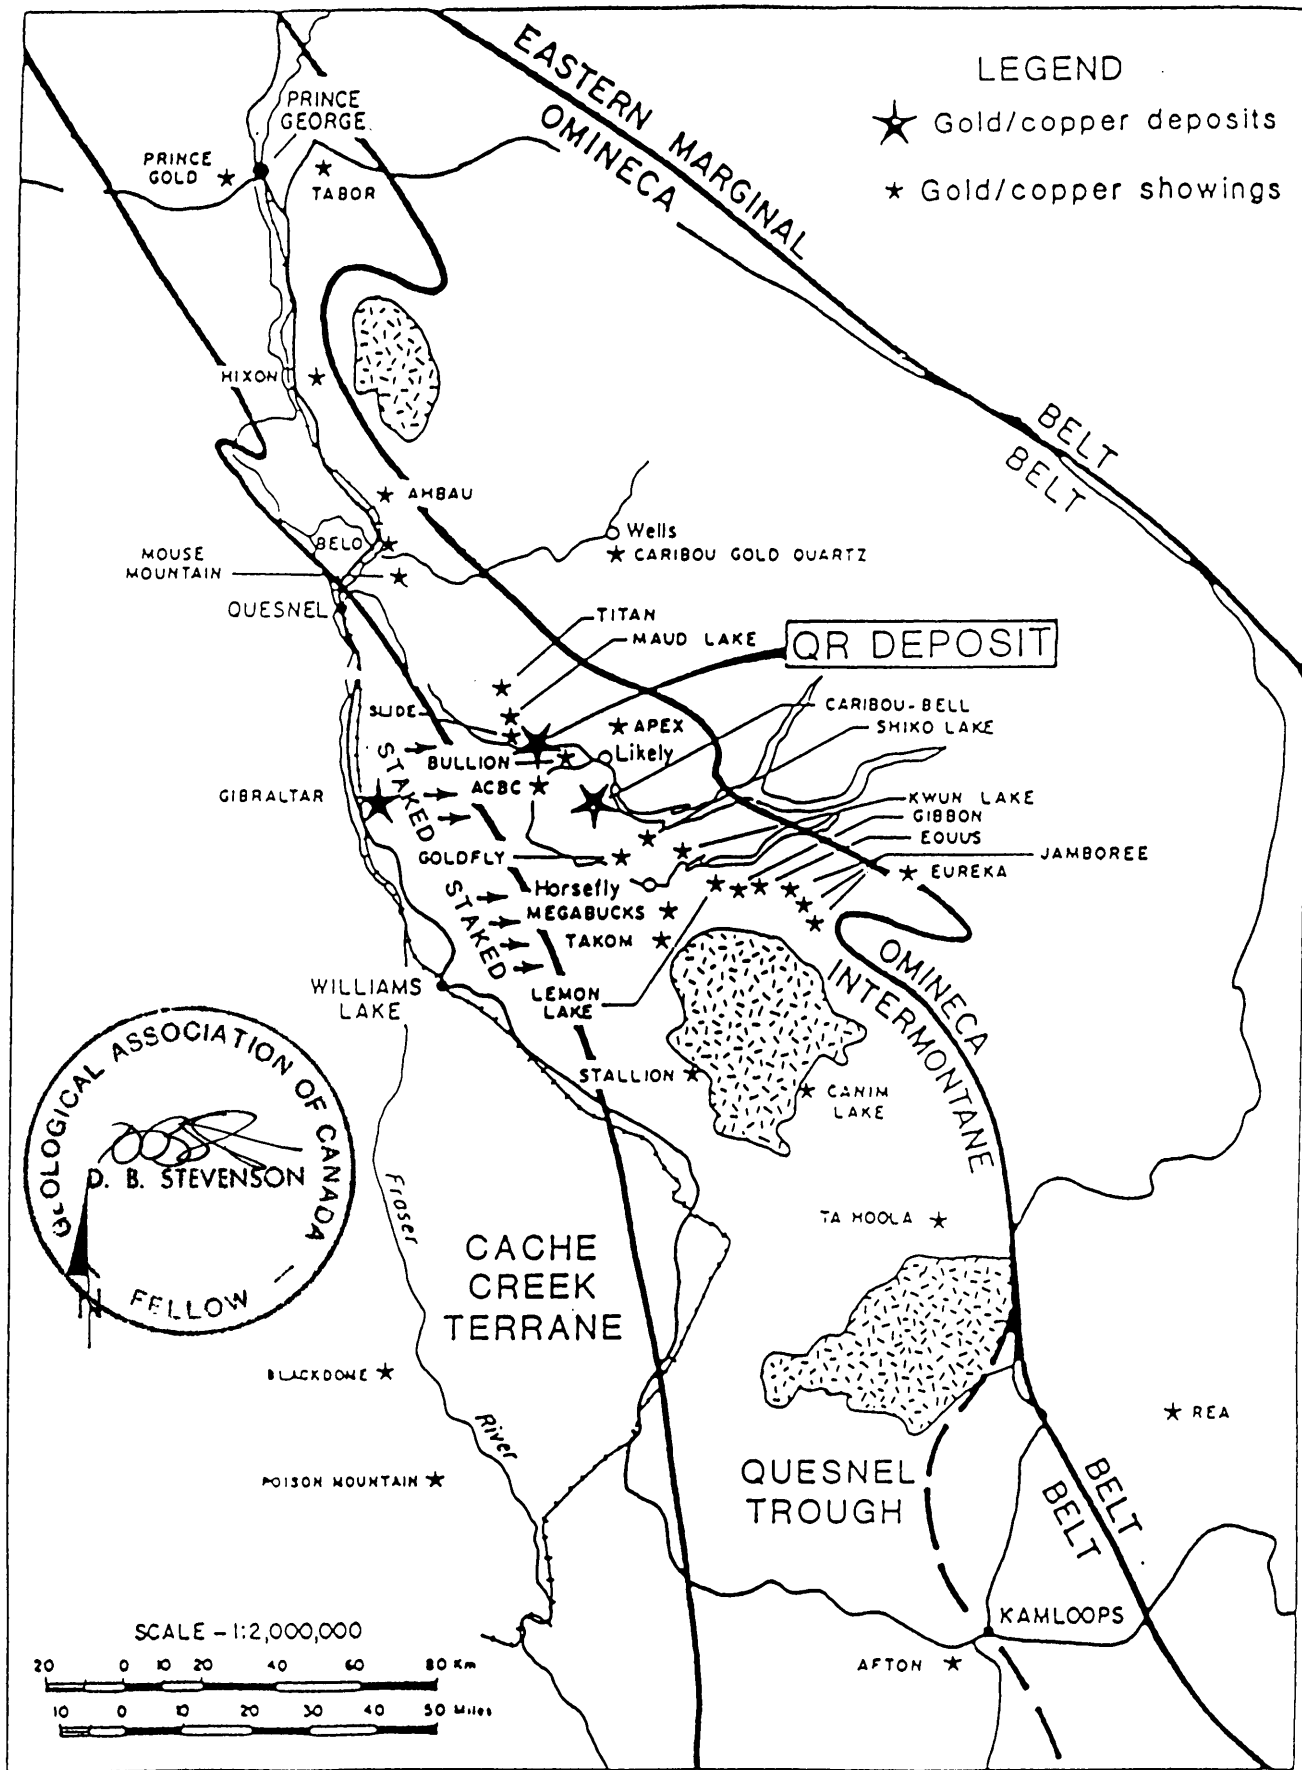 LEGEND
Gold/copper deposits
Gold/copper showings
EASTERN MARGINAL
BELT
OMINECA
BELT
PRINCE
GEORGE
PRINCE
GOLD
TABOR
HIXON
AHBAU
Wells
BELO
CARIBOU GOLD QUARTZ
MOUSE
MOUNTAIN
QUESNEL
TITAN
MAUD LAKE
QR DEPOSIT
SLIDE
APEX
CARIBOU-BELL
SHIKO LAKE
STAKED
BULLION
Likely
ACBC
GIBRALTAR
KWUN LAKE
GIBBON
EQUUS
JAMBOREE
GOLDFLY
EUREKA
STAKED
Horsefly
MEGABUCKS
TAKOM
OMINECA
INTERMONTANE
WILLIAMS
LAKE
LEMON
LAKE
STALLION
CANIM
LAKE
GEOLOGICAL ASSOCIATION OF CANADA
D. B. STEVENSON
FELLOW
N
Fraser
River
TA HOOLA
CACHE
CREEK
TERRANE
BLACKDOME
REA
POISON MOUNTAIN
QUESNEL
TROUGH
BELT
BELT
KAMLOOPS
AFTON
SCALE - 1:2,000,000
20 0 10 20 40 60 80 Km
10 0 10 20 30 40 50 Miles